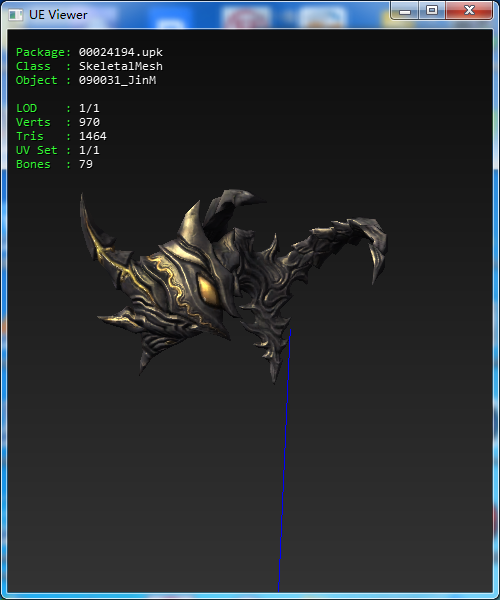 UE Viewer
Package: 00024194.upk
Class : SkeletalMesh
Object : 090031_JinM
LOD : 1/1
Verts : 970
Tris : 1464
UV Set : 1/1
Bones : 79